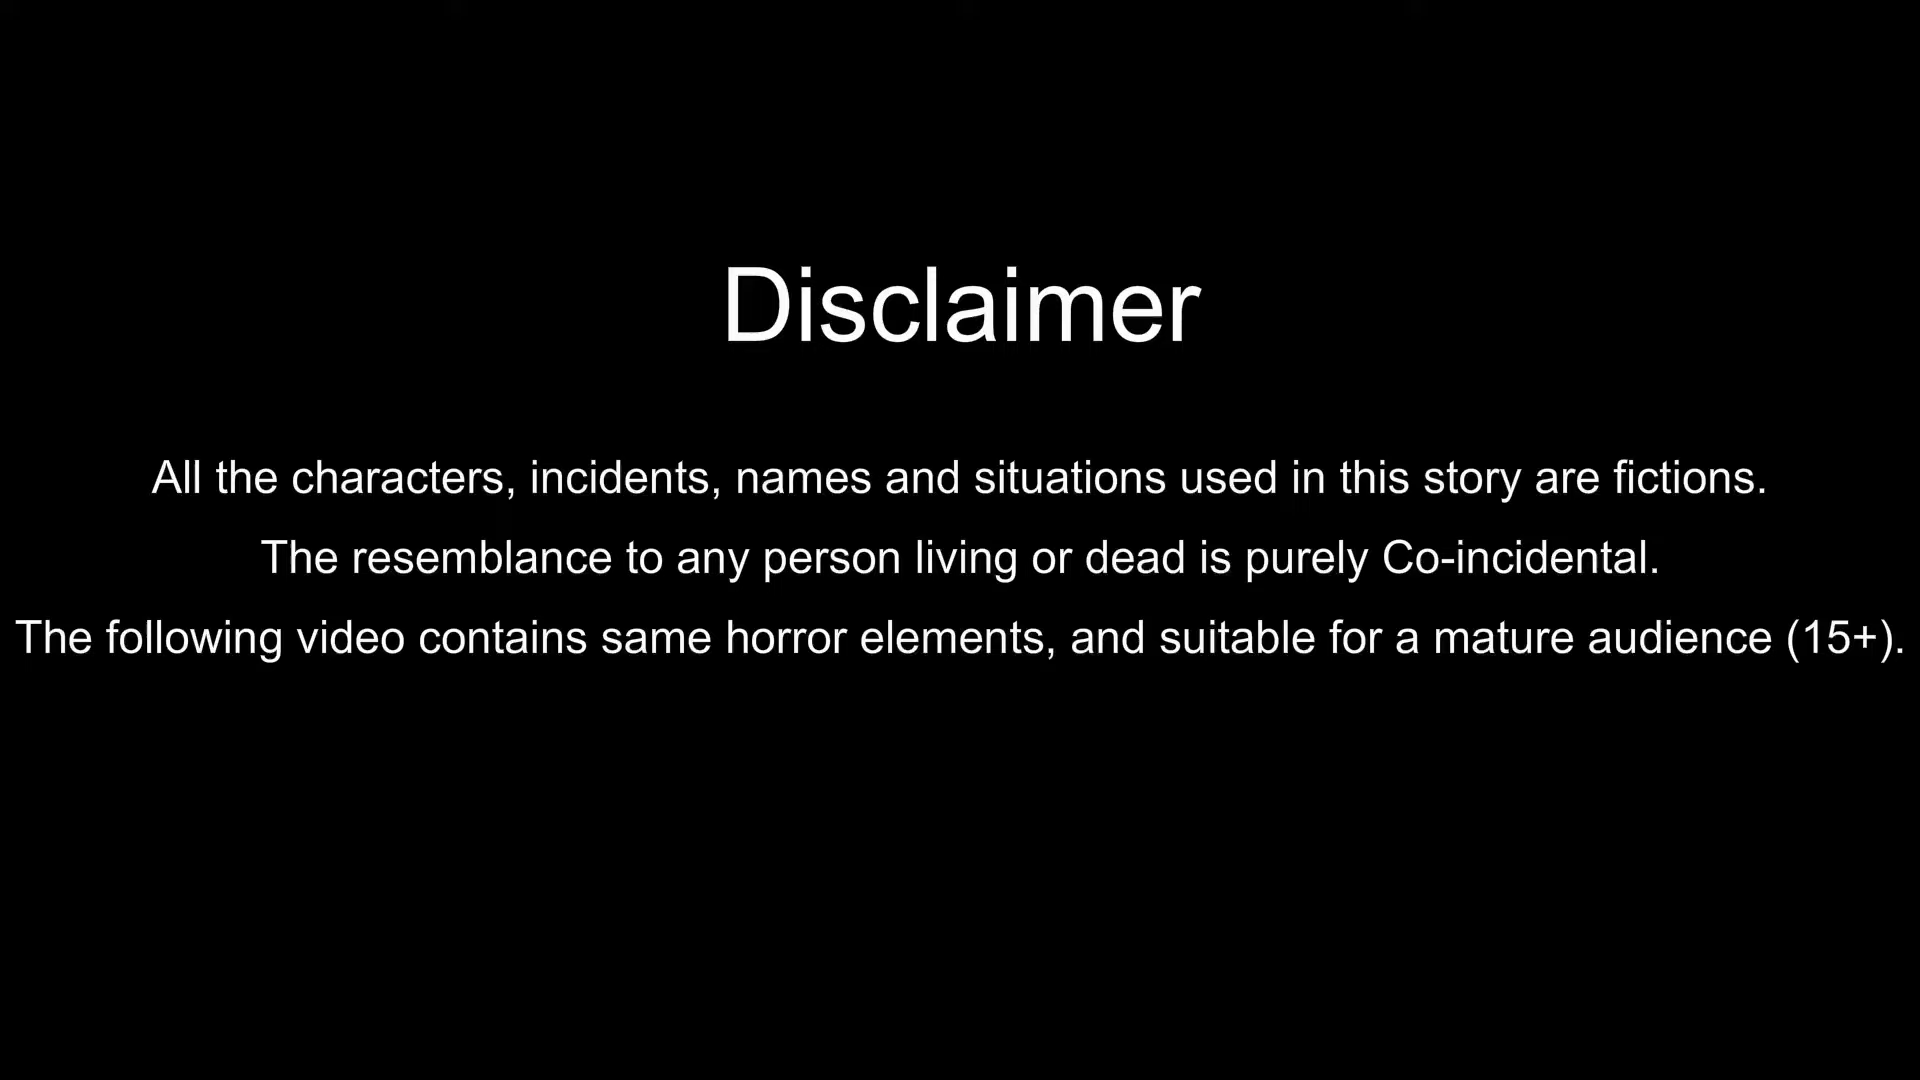 Disclaimer
All the characters, incidents, names and situations used in this story are fictions.
The resemblance to any person living or dead is purely Co-incidental.
The following video contains same horror elements, and suitable for a mature audience (15+).